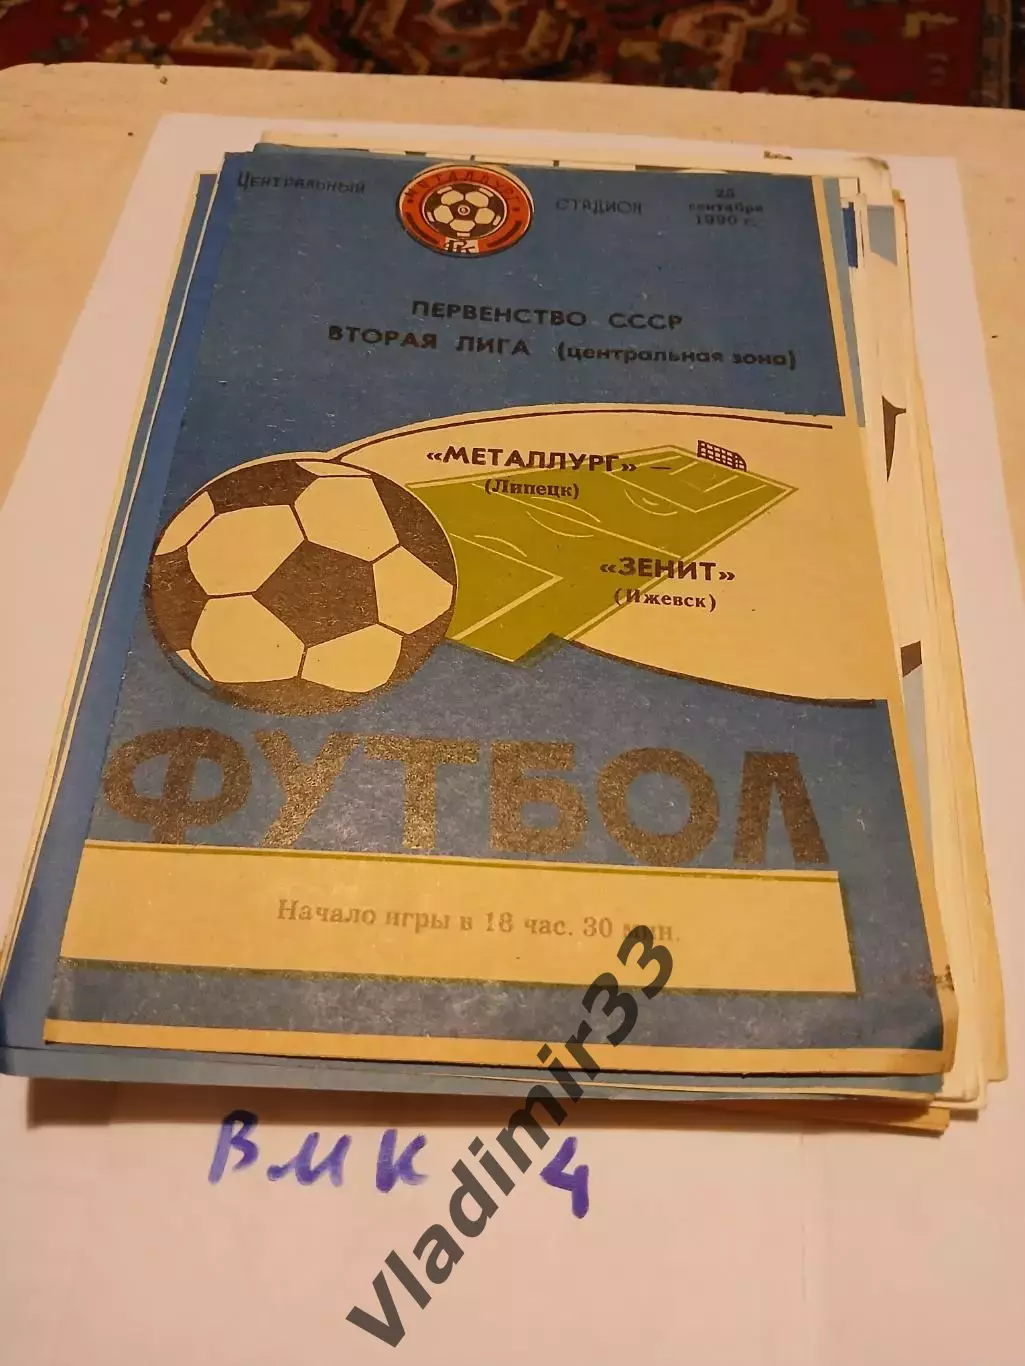 ЦЕНТРАЛЬНЫЙ
МЕТАЛЛУРГ
СТАДИОН
25
сентября
1990 г.
ПЕРВЕНСТВО СССР
ВТОРАЯ ЛИГА (центральная зона)
«МЕТАЛЛУРГ» —
(Липецк)
«ЗЕНИТ»
(Ижевск)
ФУТБОЛ
Начало игры в 18 час. 30 мин.
ВМК 4
vladimir33